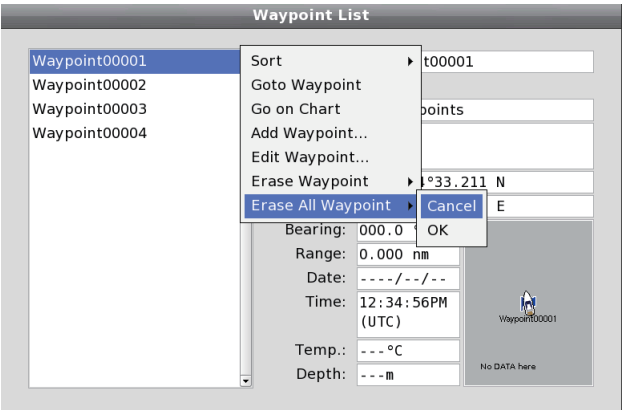 Waypoint List
Waypoint00001
Waypoint00002
Waypoint00003
Waypoint00004
Sort
Goto Waypoint
Go on Chart
Add Waypoint...
Edit Waypoint...
Erase Waypoint
Erase All Waypoint
Cancel
OK
t00001
points
°33.211 N
E
Bearing: 000.0 °
Range: 0.000 nm
Date: ----/--/--
Time: 12:34:56PM
(UTC)
Temp.: ---°C
Depth: ---m
Waypoint00001
No DATA here